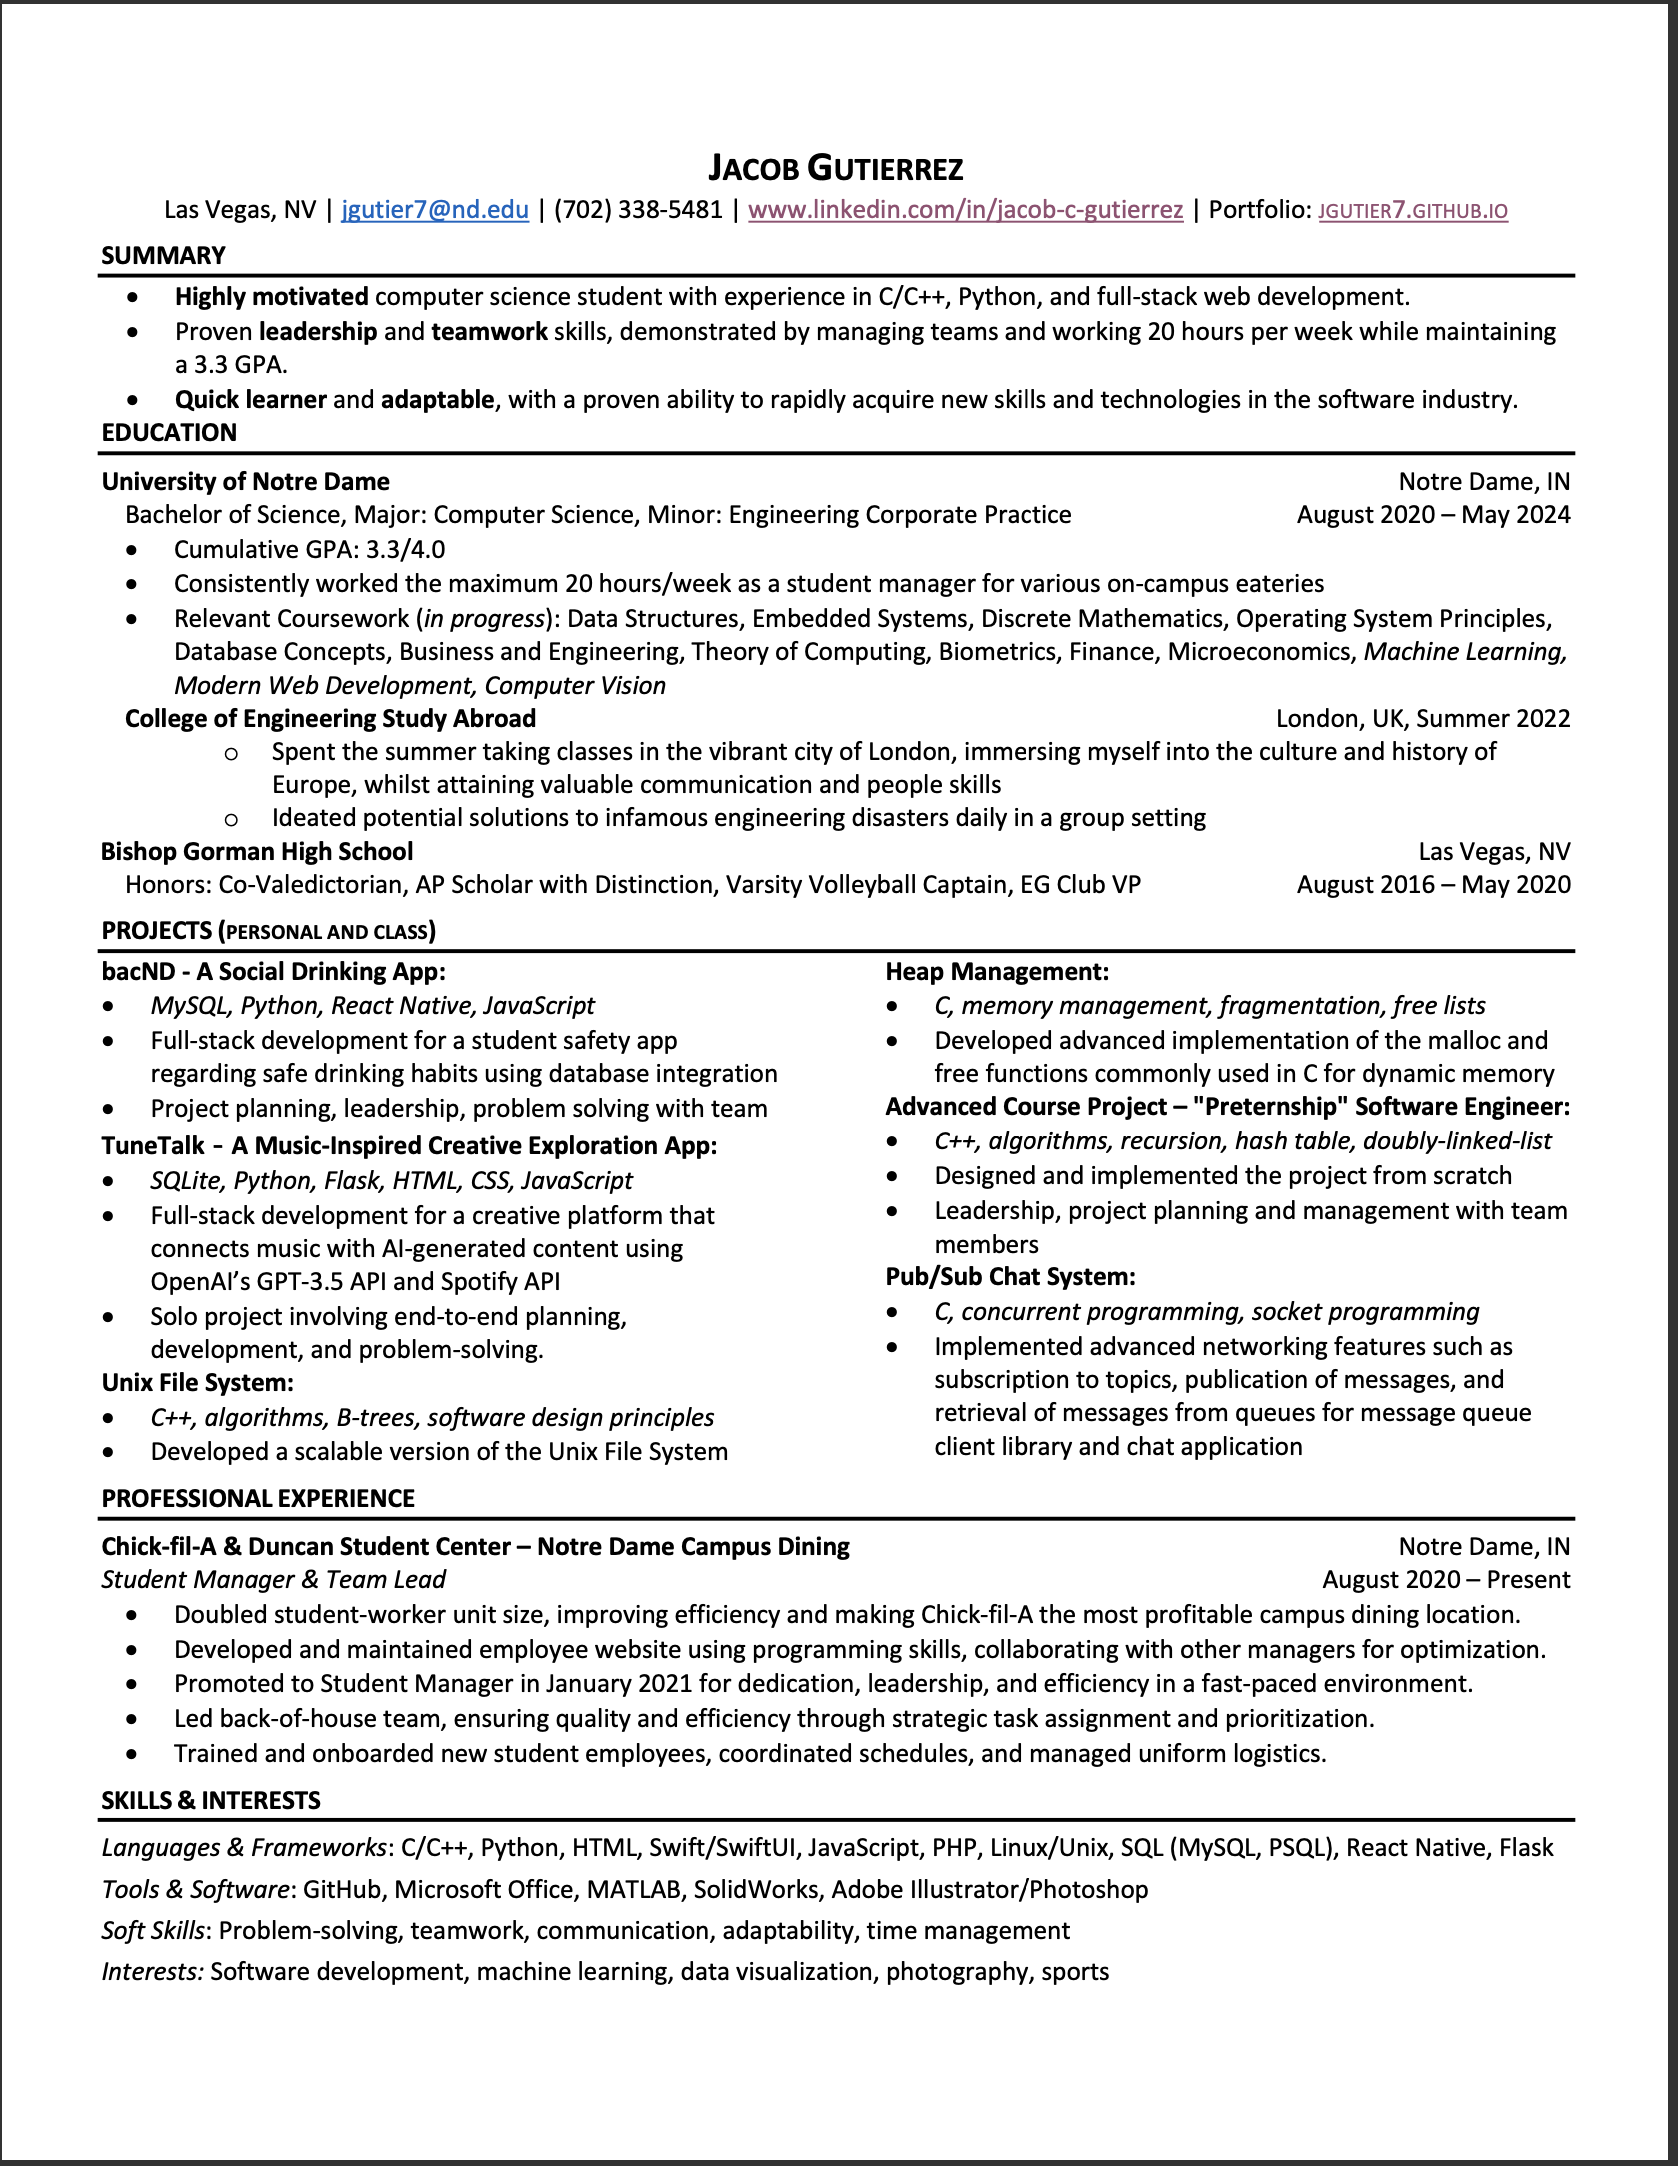 JACOB GUTIERREZ
Las Vegas, NV | jgutier7@nd.edu | (702) 338-5481 | www.linkedin.com/in/jacob-c-gutierrez | Portfolio: JGUTIER7.GITHUB.IO
SUMMARY
• Highly motivated computer science student with experience in C/C++, Python, and full-stack web development.
• Proven leadership and teamwork skills, demonstrated by managing teams and working 20 hours per week while maintaining
a 3.3 GPA.
• Quick learner and adaptable, with a proven ability to rapidly acquire new skills and technologies in the software industry.
EDUCATION
University of Notre Dame Notre Dame, IN
Bachelor of Science, Major: Computer Science, Minor: Engineering Corporate Practice August 2020 – May 2024
• Cumulative GPA: 3.3/4.0
• Consistently worked the maximum 20 hours/week as a student manager for various on-campus eateries
• Relevant Coursework (in progress): Data Structures, Embedded Systems, Discrete Mathematics, Operating System Principles,
Database Concepts, Business and Engineering, Theory of Computing, Biometrics, Finance, Microeconomics, Machine Learning,
Modern Web Development, Computer Vision
College of Engineering Study Abroad London, UK, Summer 2022
o Spent the summer taking classes in the vibrant city of London, immersing myself into the culture and history of
Europe, whilst attaining valuable communication and people skills
o Ideated potential solutions to infamous engineering disasters daily in a group setting
Bishop Gorman High School Las Vegas, NV
Honors: Co-Valedictorian, AP Scholar with Distinction, Varsity Volleyball Captain, EG Club VP August 2016 – May 2020
PROJECTS (PERSONAL AND CLASS)
bacND - A Social Drinking App:
• MySQL, Python, React Native, JavaScript
• Full-stack development for a student safety app
regarding safe drinking habits using database integration
• Project planning, leadership, problem solving with team
TuneTalk - A Music-Inspired Creative Exploration App:
• SQLite, Python, Flask, HTML, CSS, JavaScript
• Full-stack development for a creative platform that
connects music with AI-generated content using
OpenAI’s GPT-3.5 API and Spotify API
• Solo project involving end-to-end planning,
development, and problem-solving.
Unix File System:
• C++, algorithms, B-trees, software design principles
• Developed a scalable version of the Unix File System
Heap Management:
• C, memory management, fragmentation, free lists
• Developed advanced implementation of the malloc and
free functions commonly used in C for dynamic memory
Advanced Course Project – "Preternship" Software Engineer:
• C++, algorithms, recursion, hash table, doubly-linked-list
• Designed and implemented the project from scratch
• Leadership, project planning and management with team
members
Pub/Sub Chat System:
• C, concurrent programming, socket programming
• Implemented advanced networking features such as
subscription to topics, publication of messages, and
retrieval of messages from queues for message queue
client library and chat application
PROFESSIONAL EXPERIENCE
Chick-fil-A & Duncan Student Center – Notre Dame Campus Dining Notre Dame, IN
Student Manager & Team Lead August 2020 – Present
• Doubled student-worker unit size, improving efficiency and making Chick-fil-A the most profitable campus dining location.
• Developed and maintained employee website using programming skills, collaborating with other managers for optimization.
• Promoted to Student Manager in January 2021 for dedication, leadership, and efficiency in a fast-paced environment.
• Led back-of-house team, ensuring quality and efficiency through strategic task assignment and prioritization.
• Trained and onboarded new student employees, coordinated schedules, and managed uniform logistics.
SKILLS & INTERESTS
Languages & Frameworks: C/C++, Python, HTML, Swift/SwiftUI, JavaScript, PHP, Linux/Unix, SQL (MySQL, PSQL), React Native, Flask
Tools & Software: GitHub, Microsoft Office, MATLAB, SolidWorks, Adobe Illustrator/Photoshop
Soft Skills: Problem-solving, teamwork, communication, adaptability, time management
Interests: Software development, machine learning, data visualization, photography, sports